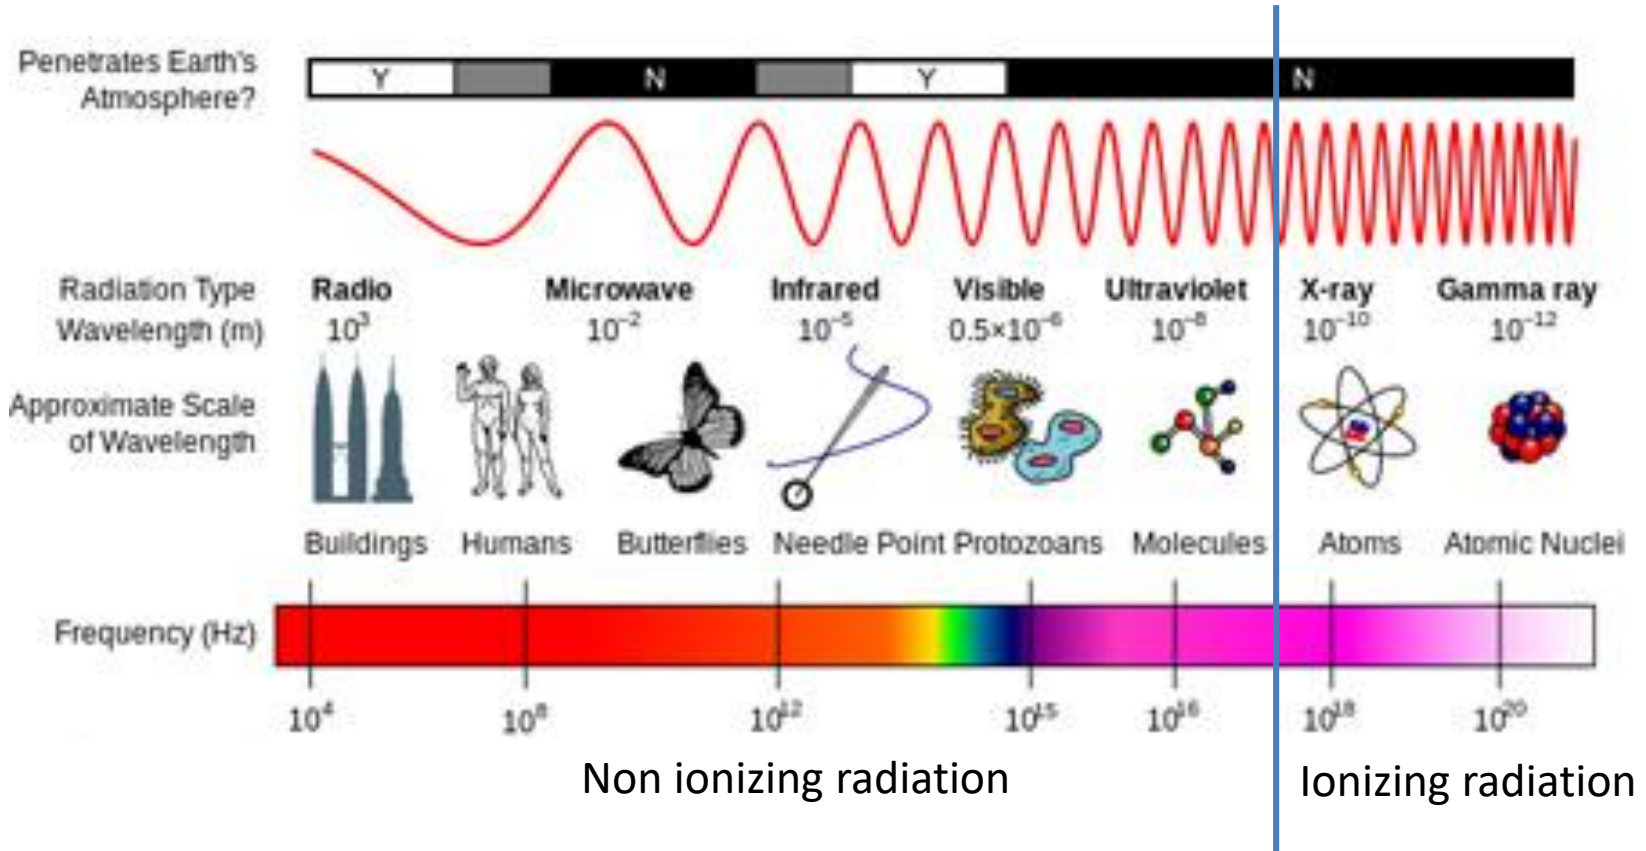 Penetrates Earth's
Atmosphere?
Y N Y N
Radiation Type Radio Microwave Infrared Visible Ultraviolet X-ray Gamma ray
Wavelength (m) 10³ 10⁻² 10⁻⁵ 0.5×10⁻⁶ 10⁻⁸ 10⁻¹⁰ 10⁻¹²
Approximate Scale
of Wavelength
Buildings Humans Butterflies Needle Point Protozoans Molecules Atoms Atomic Nuclei
Frequency (Hz)
10⁴ 10⁸ 10¹² 10¹⁵ 10¹⁶ 10¹⁸ 10²⁰
Non ionizing radiation Ionizing radiation